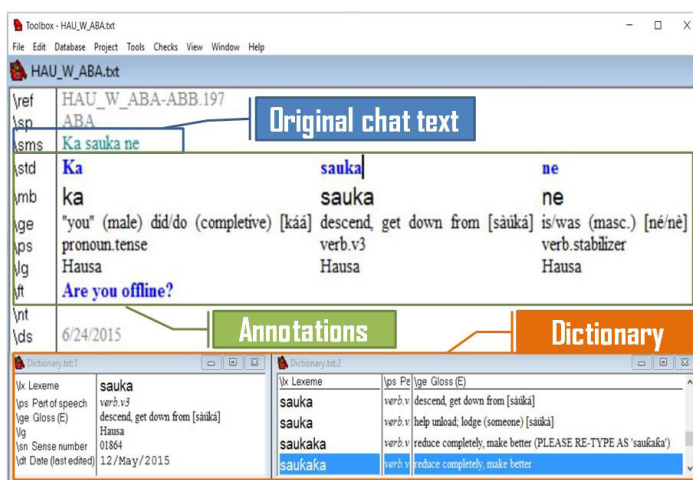 Toolbox - HAU_W_ABA.txt
File Edit Database Project Tools Checks View Window Help
HAU_W_ABA.txt
\ref HAU_W_ABA-ABB.197
\sp ABA
Original chat text
\sms Ka sauka ne
\std Ka sauka ne
\mb ka sauka ne
\ge "you" (male) did/do (completive) [káá] descend, get down from [sàúká] is/was (masc.) [né/nè]
\ps pronoun.tense verb.v3 verb.stabilizer
\lg Hausa Hausa Hausa
\ft Are you offline?
\nt
\ds 6/24/2015
Annotations
Dictionary
Dictionary.txt:1
\lx Lexeme sauka
\ps Part of speech verb.v3
\ge Gloss (E) descend, get down from [sàúká]
\lg Hausa
\sn Sense number 01864
\dt Date (last edited) 12/May/2015
Dictionary.txt:2
\lx Lexeme \ps Pa \ge Gloss (E)
sauka verb.v descend, get down from [sàúká]
sauka verb.v help unload; lodge (someone) [sàúká]
saukaka verb.v reduce completely, make better (PLEASE RE-TYPE AS 'sauƙaƙa')
sauƙaƙa verb.v reduce completely, make better